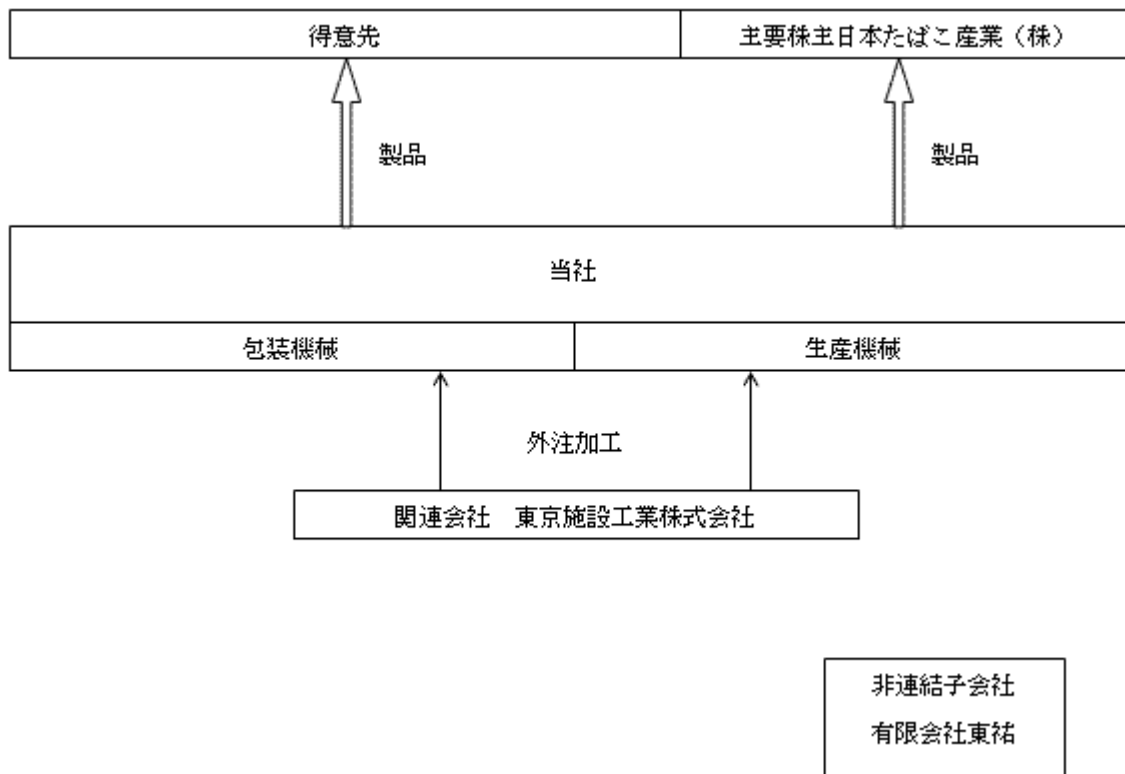 得意先
主要株主日本たばこ産業（株）
製品
製品
当社
包装機械
生産機械
外注加工
関連会社　東京施設工業株式会社
非連結子会社
有限会社東祐